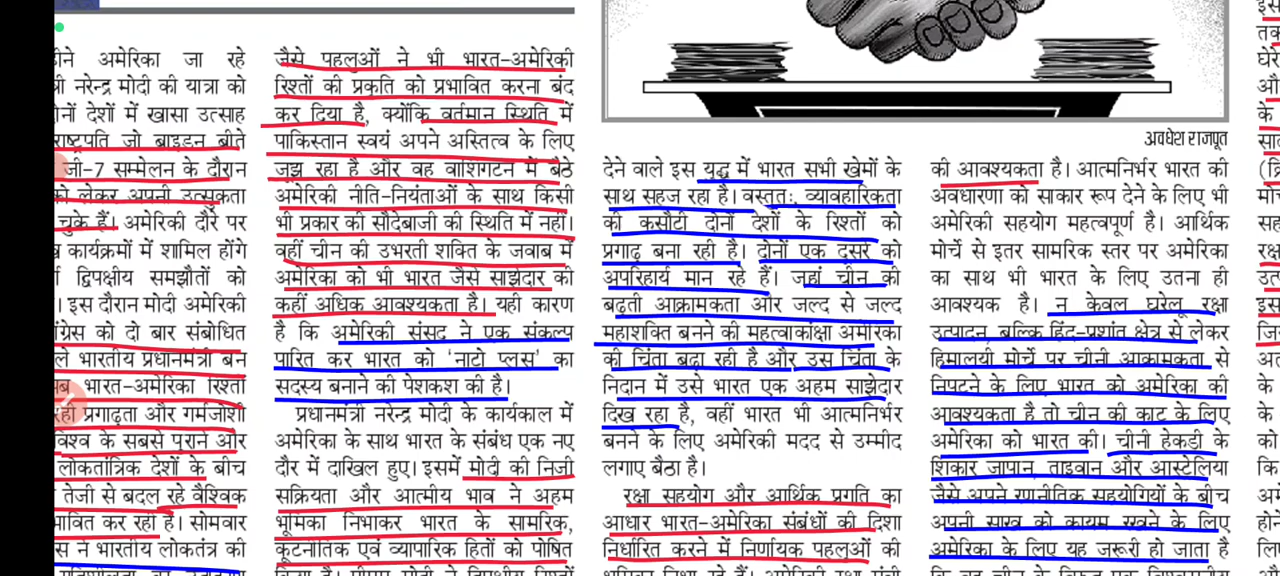 ीने अमेरिका जा रहे
नरेन्द्र मोदी की यात्रा को
देशों में खासा उत्साह
राष्ट्रपति जो बाइडन बीते
जी-7 सम्मेलन के दौरान
को लेकर अपनी उत्सुकता
चुके हैं। अमेरिकी दौरे पर
कार्यक्रमों में शामिल होंगे
द्विपक्षीय समझौतों को
। इस दौरान मोदी अमेरिकी
को दो बार संबोधित
भारतीय प्रधानमंत्री बन
भारत-अमेरिका रिश्तों
रही प्रगाढ़ता और गर्मजोशी
विश्व के सबसे पुराने और
लोकतांत्रिक देशों के बीच
तेजी से बदल रहे वैश्विक
कर रहा है। सोमवार
ने भारतीय लोकतंत्र की
जैसे पहलुओं ने भी भारत-अमेरिकी
रिश्तों की प्रकृति को प्रभावित करना बंद
कर दिया है, क्योंकि वर्तमान स्थिति में
पाकिस्तान स्वयं अपने अस्तित्व के लिए
जूझ रहा है और वह वाशिंगटन में बैठे
अमेरिकी नीति-नियंताओं के साथ किसी
भी प्रकार की सौदेबाजी की स्थिति में नहीं।
वहीं चीन की उभरती शक्ति के जवाब में
अमेरिका को भी भारत जैसे साझेदार की
कहीं अधिक आवश्यकता है। यही कारण
है कि अमेरिकी संसद ने एक संकल्प
पारित कर भारत को 'नाटो प्लस' का
सदस्य बनाने की पेशकश की है।
प्रधानमंत्री नरेन्द्र मोदी के कार्यकाल में
अमेरिका के साथ भारत के संबंध एक नए
दौर में दाखिल हुए। इसमें मोदी की निजी
सक्रियता और आत्मीय भाव ने अहम
भूमिका निभाकर भारत के सामरिक,
कूटनीतिक एवं व्यापारिक हितों को पोषित
अवधेश राजपूत
देने वाले इस युद्ध में भारत सभी खेमों के
साथ सहज रहा है। वस्तुतः, व्यावहारिकता
की कसौटी दोनों देशों के रिश्तों को
प्रगाढ़ बना रही है। दोनों एक दूसरे को
अपरिहार्य मान रहे हैं। जहां चीन की
बढ़ती आक्रामकता और जल्द से जल्द
महाशक्ति बनने की महत्वाकांक्षा अमेरिका
की चिंता बढ़ा रही है और उस चिंता के
निदान में उसे भारत एक अहम साझेदार
दिख रहा है, वहीं भारत भी आत्मनिर्भर
बनने के लिए अमेरिकी मदद से उम्मीद
लगाए बैठा है।
रक्षा सहयोग और आर्थिक प्रगति का
आधार भारत-अमेरिका संबंधों की दिशा
निर्धारित करने में निर्णायक पहलुओं की
की आवश्यकता है। आत्मनिर्भर भारत की
अवधारणा को साकार रूप देने के लिए भी
अमेरिकी सहयोग महत्वपूर्ण है। आर्थिक
मोर्चे से इतर सामरिक स्तर पर अमेरिका
का साथ भी भारत के लिए उतना ही
आवश्यक है। न केवल घरेलू रक्षा
उत्पादन, बल्कि हिंद-प्रशांत क्षेत्र से लेकर
हिमालयी मोर्चे पर चीनी आक्रामकता से
निपटने के लिए भारत को अमेरिका की
आवश्यकता है तो चीन की काट के लिए
अमेरिका को भारत की। चीनी हेकड़ी के
शिकार जापान, ताइवान और आस्ट्रेलिया
जैसे अपने रणनीतिक सहयोगियों के बीच
अपनी साख को कायम रखने के लिए
अमेरिका के लिए यह जरूरी हो जाता है